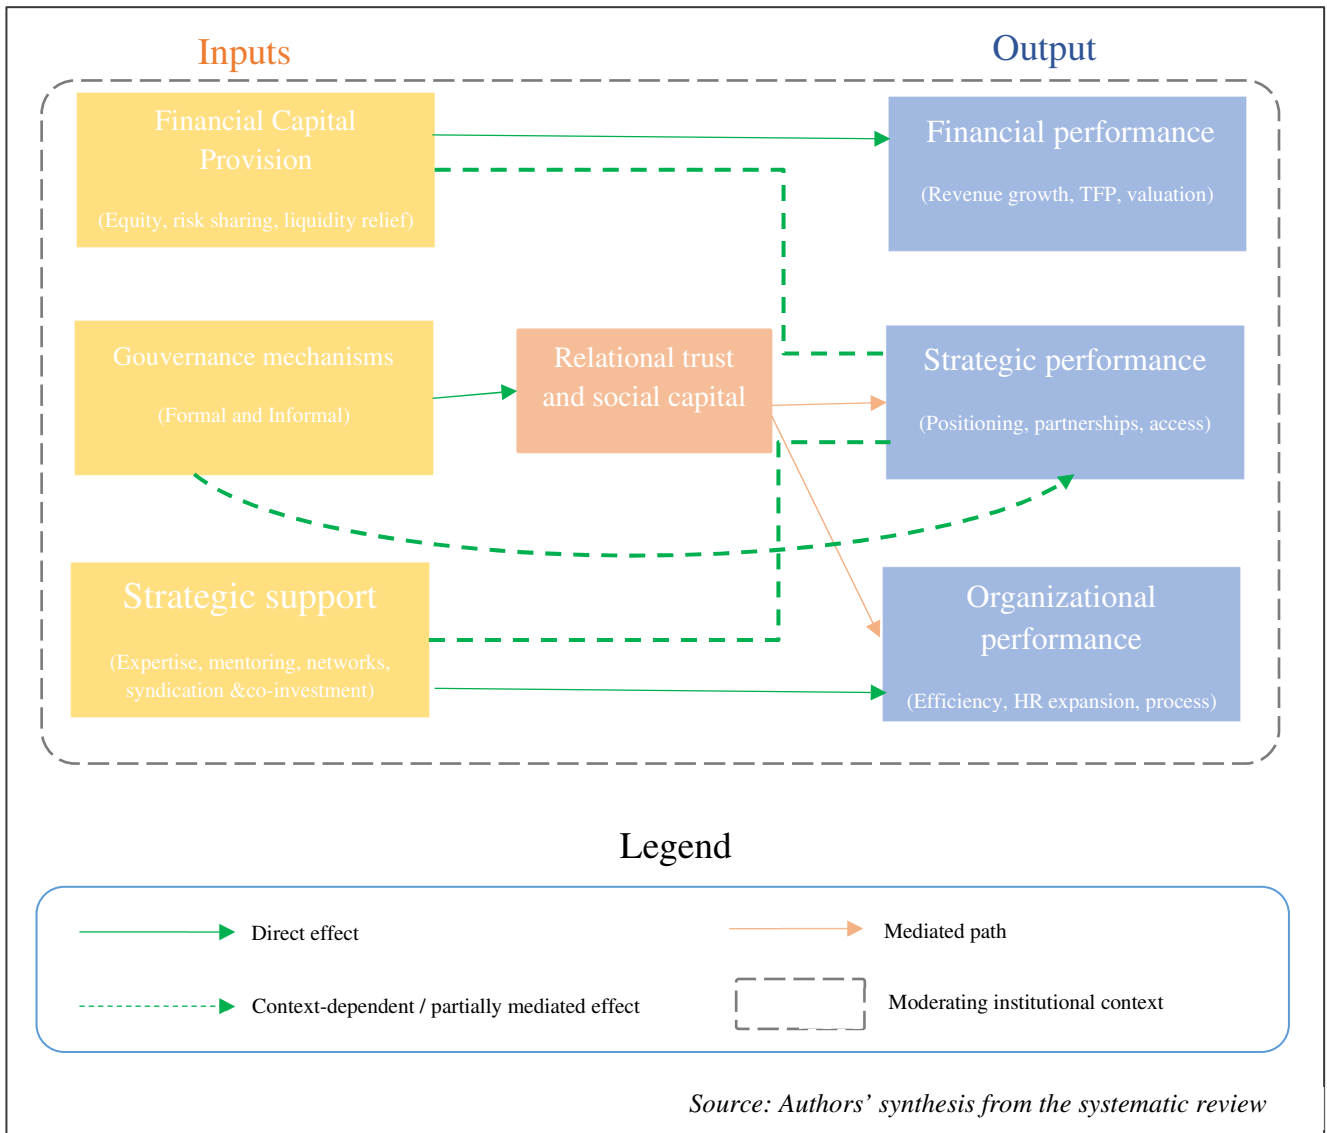 Inputs
Output
Financial Capital
Provision
(Equity, risk sharing, liquidity relief)
Financial performance
(Revenue growth, TFP, valuation)
Gouvernance mechanisms
(Formal and Informal)
Relational trust
and social capital
Strategic performance
(Positioning, partnerships, access)
Strategic support
(Expertise, mentoring, networks,
syndication &co-investment)
Organizational
performance
(Efficiency, HR expansion, process)
Legend
Direct effect
Mediated path
Context-dependent / partially mediated effect
Moderating institutional context
Source: Authors’ synthesis from the systematic review